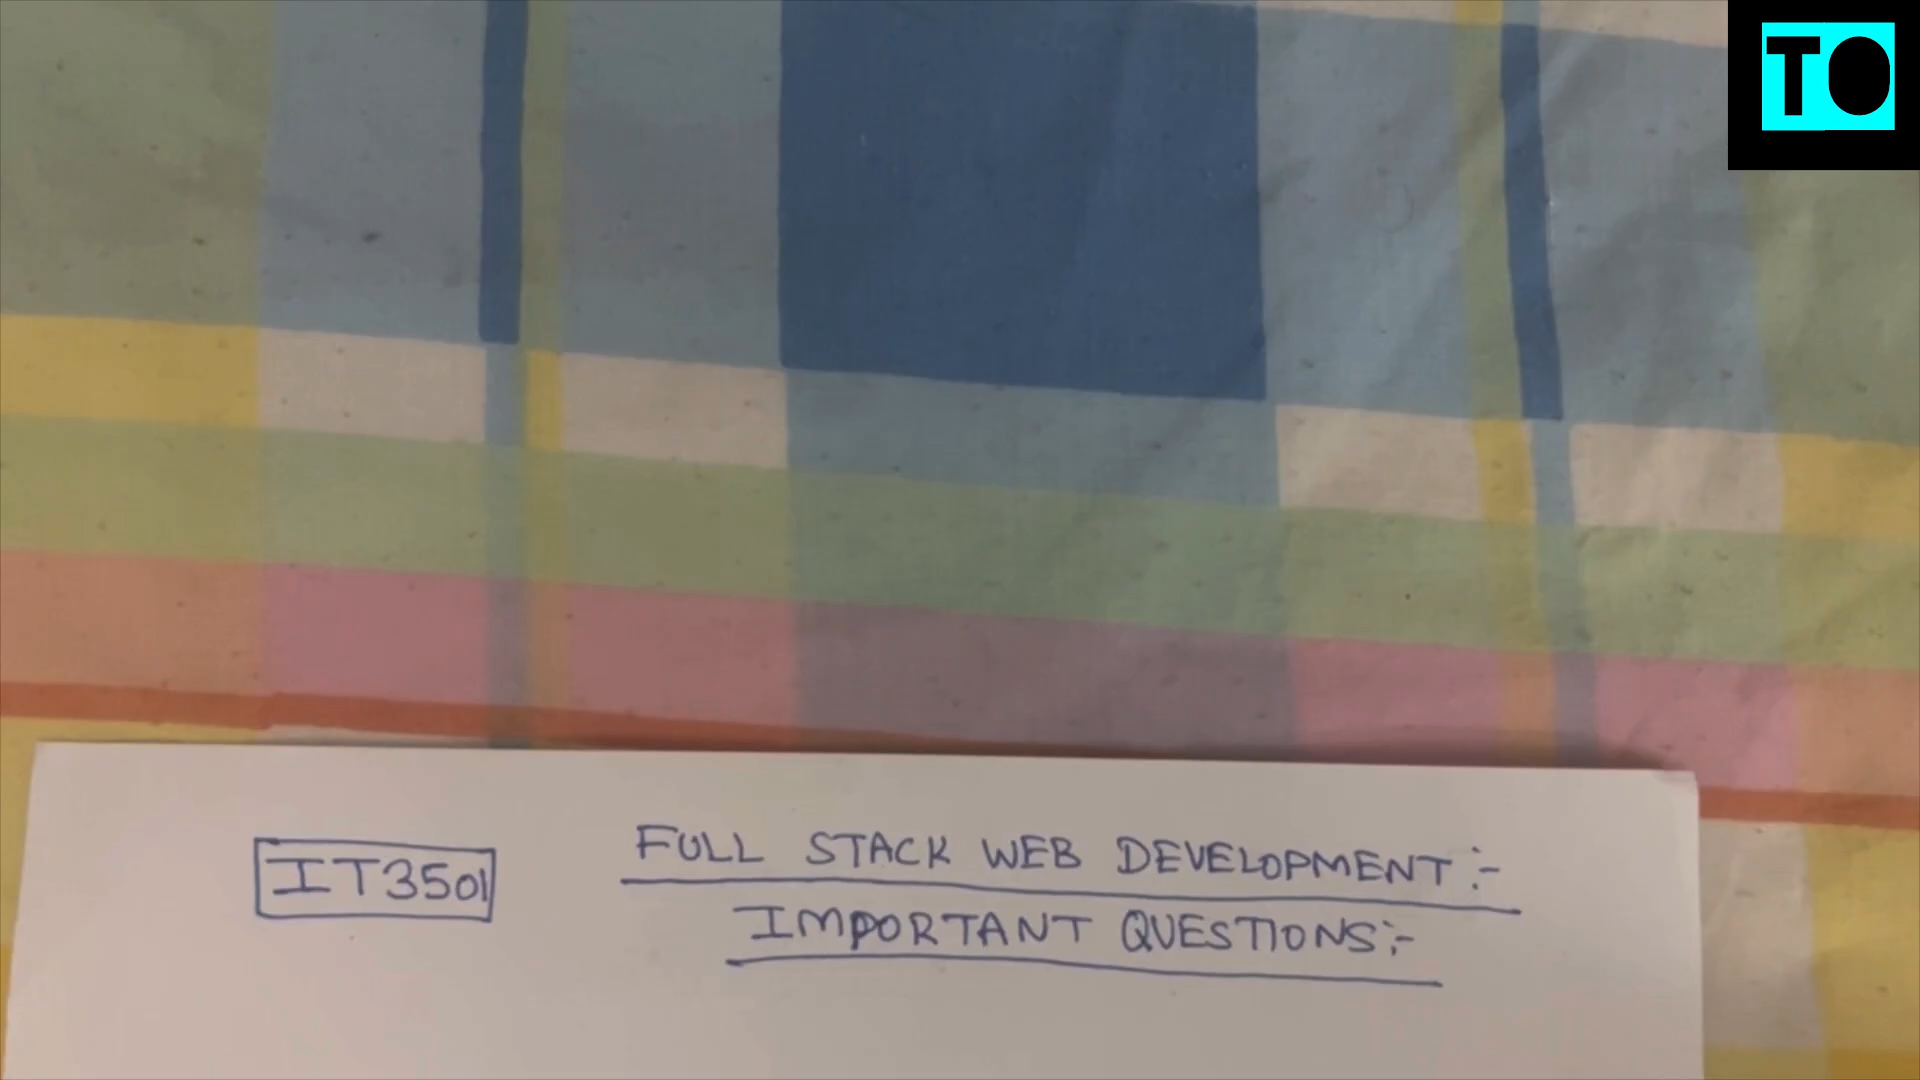 TO
IT3501
FULL STACK WEB DEVELOPMENT:-
IMPORTANT QUESTIONS:-